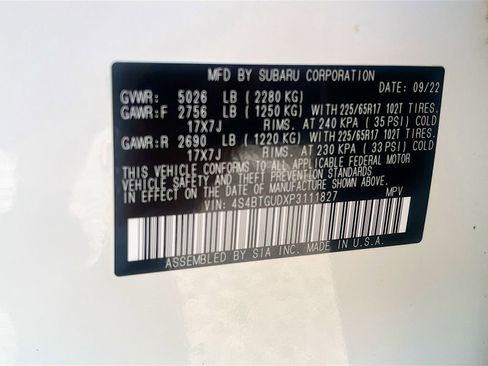 MFD BY SUBARU CORPORATION
DATE: 09/22
GVWR: 5026 LB (2280 KG)
GAWR:F 2756 LB (1250 KG) WITH 225/65R17 102T TIRES.
17X7J RIMS. AT 240 KPA (35 PSI) COLD
GAWR:R 2690 LB (1220 KG) WITH 225/65R17 102T TIRES.
17X7J RIMS. AT 230 KPA (33 PSI) COLD
THIS VEHICLE CONFORMS TO ALL APPLICABLE FEDERAL MOTOR
VEHICLE SAFETY AND THEFT PREVENTION STANDARDS
IN EFFECT ON THE DATE OF MANUFACTURE SHOWN ABOVE.
VIN: 4S4BTGUDXP3111827 MPV
ASSEMBLED BY SIA INC. MADE IN U.S.A.